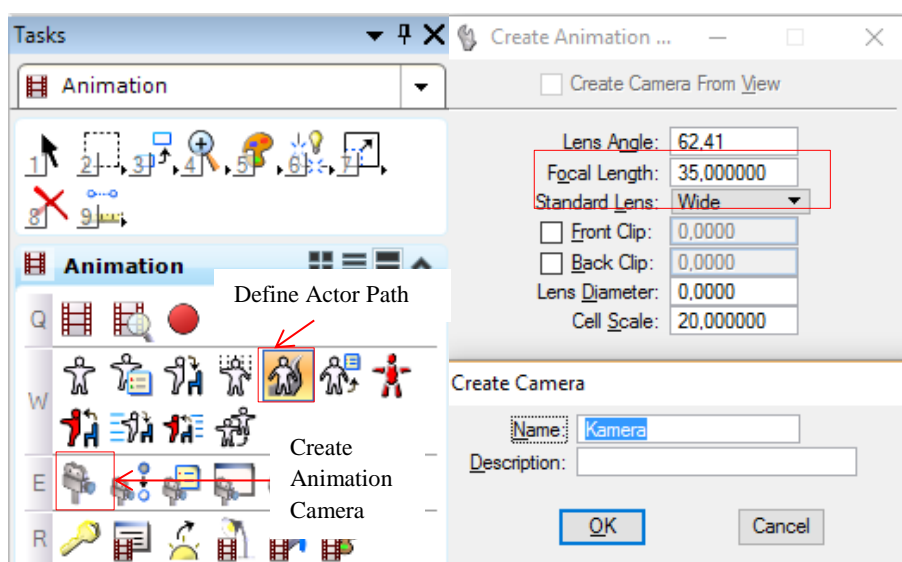 Tasks
Animation
1 2 3 4 5 6 7
8 9
Animation
Define Actor Path
Q
W
Create
Animation
Camera
E
R
Create Animation ...
Create Camera From View
Lens Angle: 62,41
Focal Length: 35,000000
Standard Lens: Wide
Front Clip: 0,0000
Back Clip: 0,0000
Lens Diameter: 0,0000
Cell Scale: 20,000000
Create Camera
Name: Kamera
Description:
OK Cancel